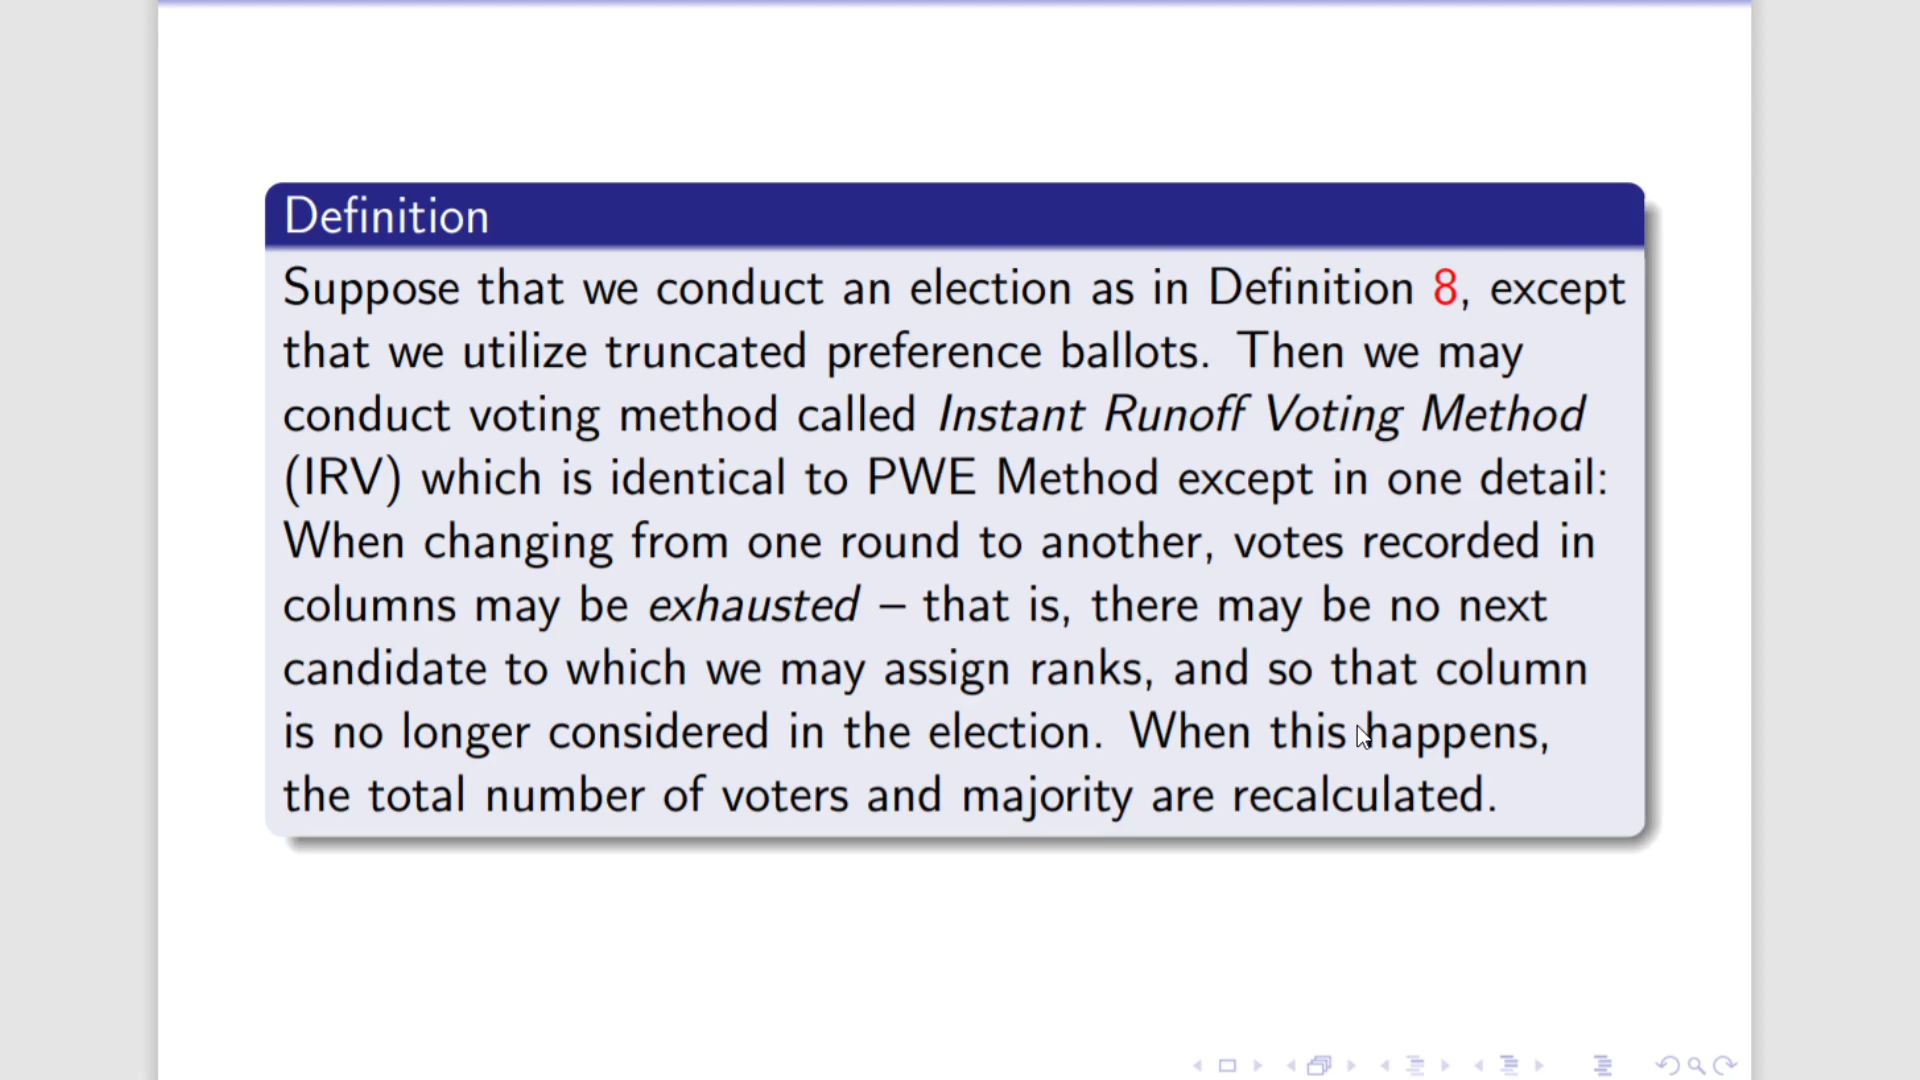 Definition
Suppose that we conduct an election as in Definition 8, except
that we utilize truncated preference ballots. Then we may
conduct voting method called Instant Runoff Voting Method
(IRV) which is identical to PWE Method except in one detail:
When changing from one round to another, votes recorded in
columns may be exhausted – that is, there may be no next
candidate to which we may assign ranks, and so that column
is no longer considered in the election. When this happens,
the total number of voters and majority are recalculated.